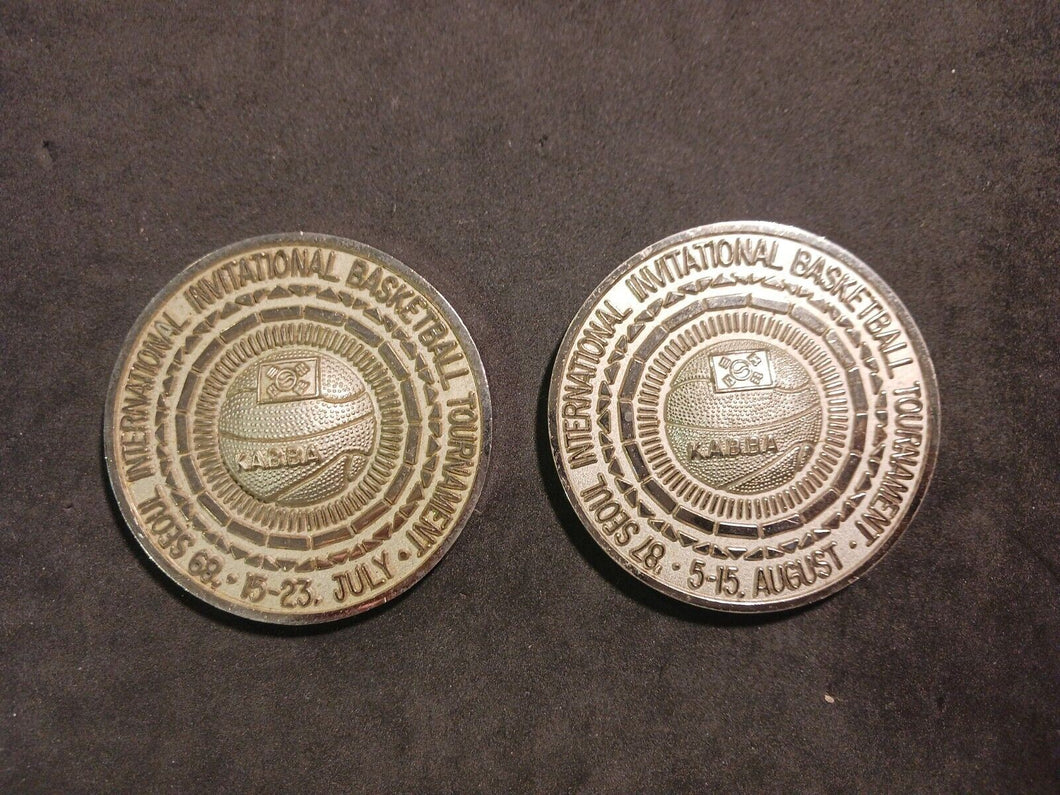 '89 SEOUL INTERNATIONAL INVITATIONAL BASKETBALL TOURNAMENT
KABBA
· 15-23. JULY ·
'87 SEOUL INTERNATIONAL INVITATIONAL BASKETBALL TOURNAMENT
KABBA
· 5-15. AUGUST ·